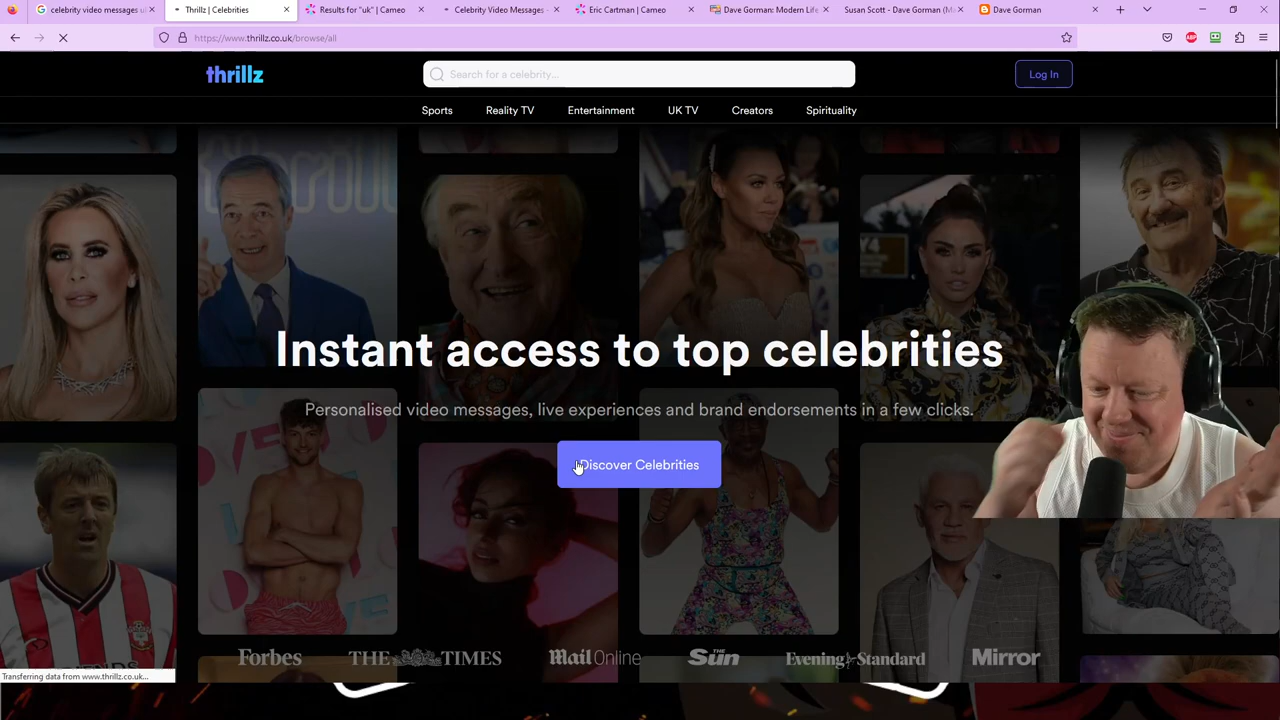 celebrity video messages u
Thrillz | Celebrities
Results for "uk" | Cameo
Celebrity Video Messages -
Eric Cartman | Cameo
Dave Gorman: Modern Life
Susan Scott - Dave Gorman (M
Dave Gorman
https://www.thrillz.co.uk/browse/all
thrillz
Search for a celebrity...
Log In
Sports
Reality TV
Entertainment
UK TV
Creators
Spirituality
Instant access to top celebrities
Personalised video messages, live experiences and brand endorsements in a few clicks.
Discover Celebrities
Forbes
THE TIMES
Mail Online
The Sun
Evening Standard
Mirror
Transferring data from www.thrillz.co.uk...